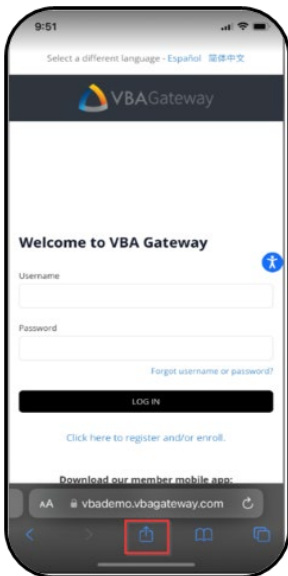 9:51
Select a different language - Español 简体中文
VBAGateway
Welcome to VBA Gateway
Username
Password
Forgot username or password?
LOG IN
Click here to register and/or enroll.
Download our member mobile app:
AA vbademo.vbagateway.com